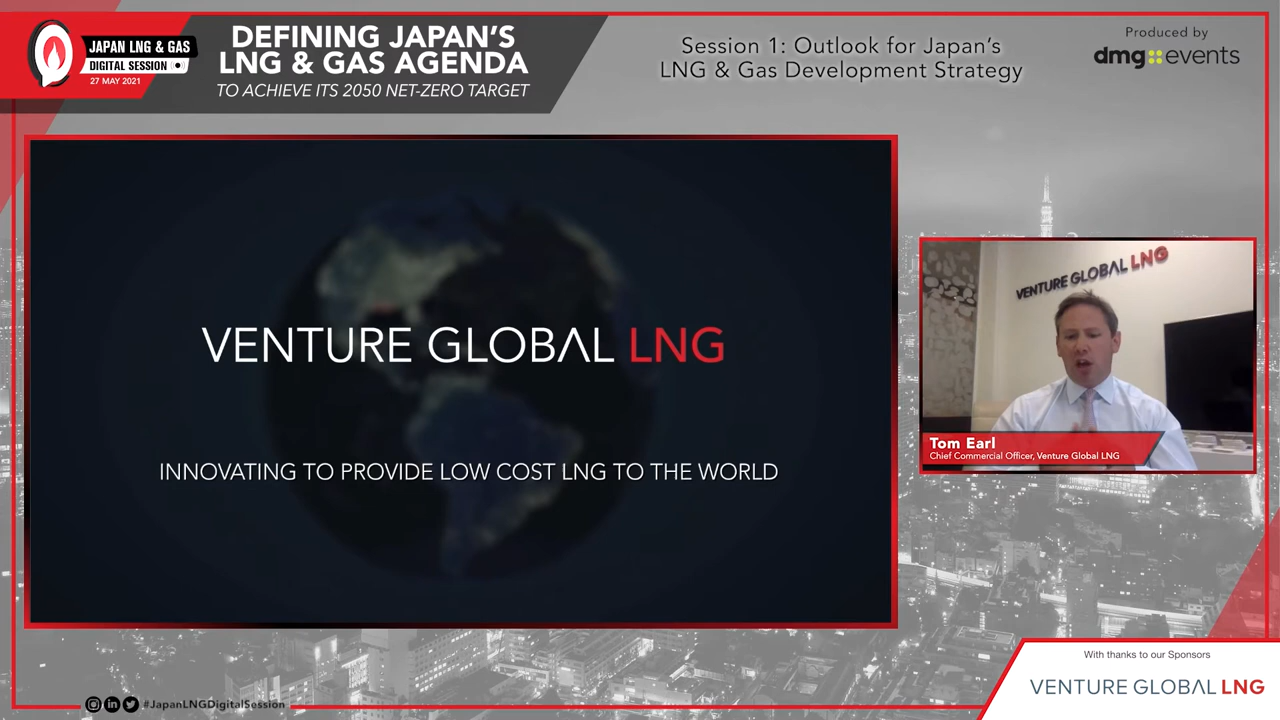 JAPAN LNG & GAS
DIGITAL SESSION
27 MAY 2021
DEFINING JAPAN'S
LNG & GAS AGENDA
TO ACHIEVE ITS 2050 NET-ZERO TARGET
Session 1: Outlook for Japan's
LNG & Gas Development Strategy
Produced by
dmg::events
VENTURE GLOBAL LNG
INNOVATING TO PROVIDE LOW COST LNG TO THE WORLD
VENTURE GLOBAL LNG
Tom Earl
Chief Commercial Officer, Venture Global LNG
#JapanLNGDigitalSession
With thanks to our Sponsors
VENTURE GLOBAL LNG